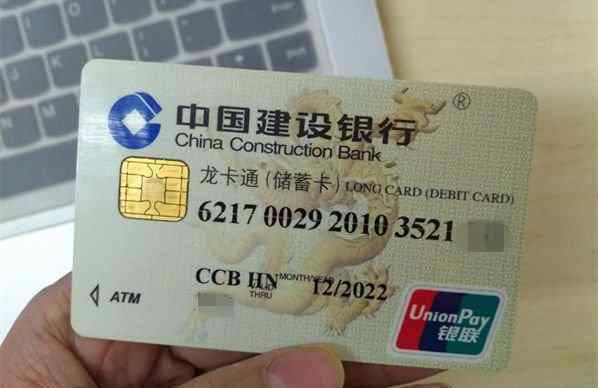 中国建设银行®
China Construction Bank
龙卡通(储蓄卡) LONG CARD (DEBIT CARD)
6217 0029 2010 3521
MONTH/YEAR
CCB HN VALID THRU 12/2022
ATM
UnionPay
银联